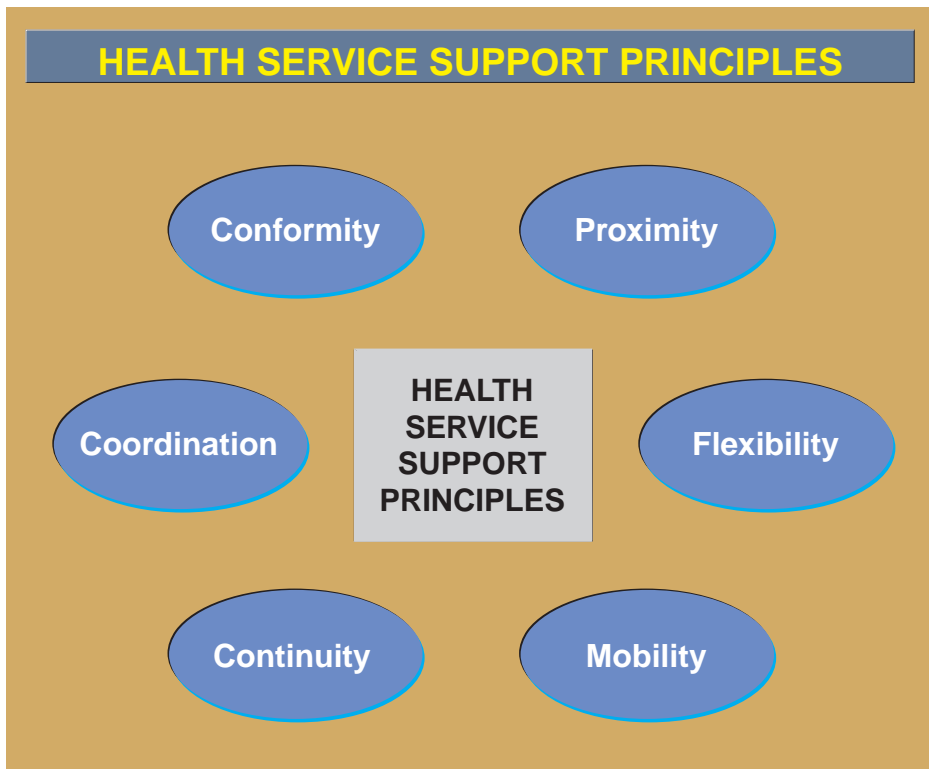 HEALTH SERVICE SUPPORT PRINCIPLES
Conformity
Proximity
Coordination
HEALTH
SERVICE
SUPPORT
PRINCIPLES
Flexibility
Continuity
Mobility